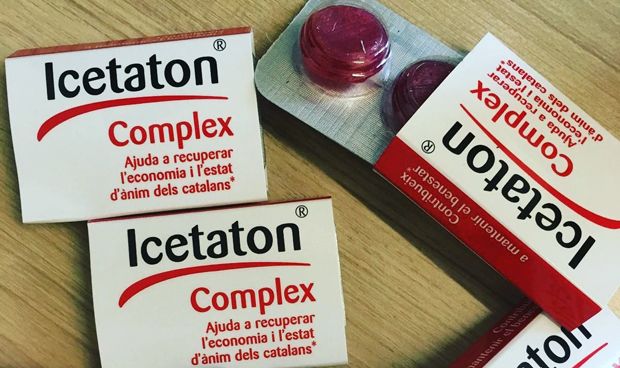 Icetaton®
Complex
Ajuda a recuperar
l'economia i l'estat
d'ànim dels catalans*
Icetaton®
Complex
Ajuda a recuperar
l'economia i l'estat
d'ànim dels catalans*
Icetaton®
Complex
Ajuda a recuperar
l'economia i l'estat
d'ànim dels catalans*
Contribueix
a mantenir el benestar*